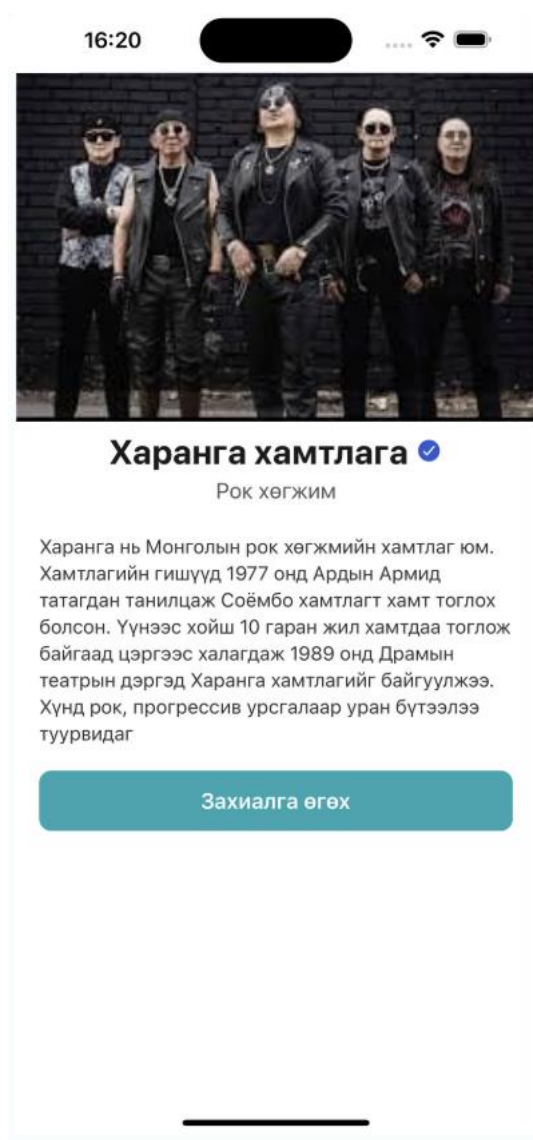 16:20
Харанга хамтлага
Рок хөгжим
Харанга нь Монголын рок хөгжмийн хамтлаг юм.
Хамтлагийн гишүүд 1977 онд Ардын Армид
татагдан танилцаж Соёмбо хамтлагт хамт тоглох
болсон. Үүнээс хойш 10 гаран жил хамтдаа тоглож
байгаад цэргээс халагдаж 1989 онд Драмын
театрын дэргэд Харанга хамтлагийг байгуулжээ.
Хүнд рок, прогрессив урсгалаар уран бүтээлээ
туурвидаг
Захиалга өгөх